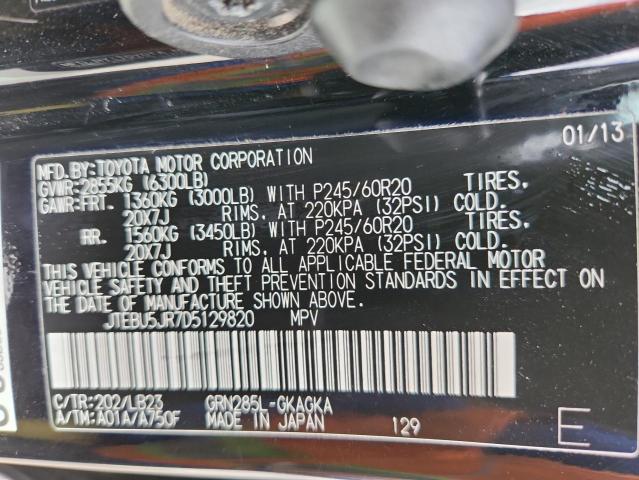 01/13
MFD. BY: TOYOTA MOTOR CORPORATION
GVWR: 2855KG (6300LB)
GAWR: FRT. 1360KG (3000LB) WITH P245/60R20 TIRES.
20X7J RIMS. AT 220KPA (32PSI) COLD.
RR. 1560KG (3450LB) WITH P245/60R20 TIRES.
20X7J RIMS. AT 220KPA (32PSI) COLD.
THIS VEHICLE CONFORMS TO ALL APPLICABLE FEDERAL MOTOR
VEHICLE SAFETY AND THEFT PREVENTION STANDARDS IN EFFECT ON
THE DATE OF MANUFACTURE SHOWN ABOVE.
JTEBU5JR7D5129820 MPV
C/TR: 202/LB23 GRN285L-GKAGKA
A/TM: A01A/A750F MADE IN JAPAN 129 E